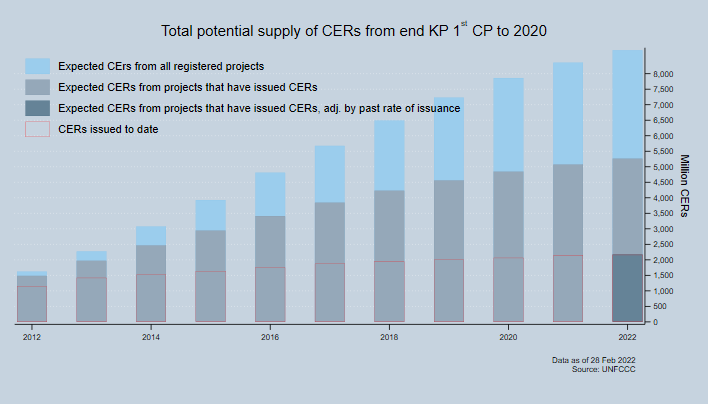 Total potential supply of CERs from end KP 1st CP to 2020
Expected CErs from all registered projects
Expected CERs from projects that have issued CERs
Expected CERs from projects that have issued CERs, adj. by past rate of issuance
CERs issued to date
8,000
7,500
7,000
6,500
6,000
5,500
5,000
4,500
4,000
3,500
3,000
2,500
2,000
1,500
1,000
500
0
Million CERs
2012 2014 2016 2018 2020 2022
Data as of 28 Feb 2022
Source: UNFCCC